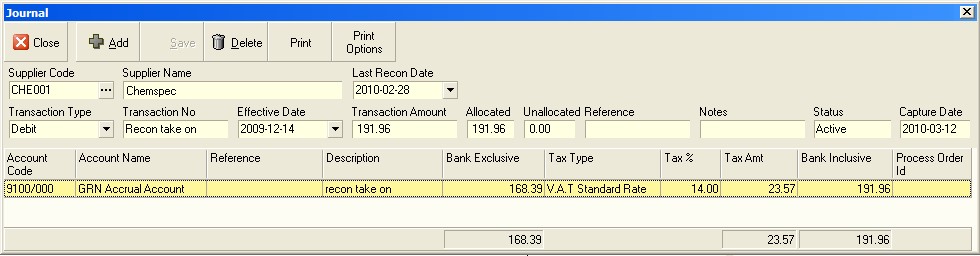 Journal
Close Add Save Delete Print Print Options
Supplier Code Supplier Name Last Recon Date
CHE001 ... Chemspec 2010-02-28
Transaction Type Transaction No Effective Date Transaction Amount Allocated Unallocated Reference Notes Status Capture Date
Debit Recon take on 2009-12-14 191.96 191.96 0.00 Active 2010-03-12
Account Code Account Name Reference Description Bank Exclusive Tax Type Tax % Tax Amt Bank Inclusive Process Order Id
9100/000 GRN Accrual Account recon take on 168.39 V.A.T Standard Rate 14.00 23.57 191.96
168.39 23.57 191.96